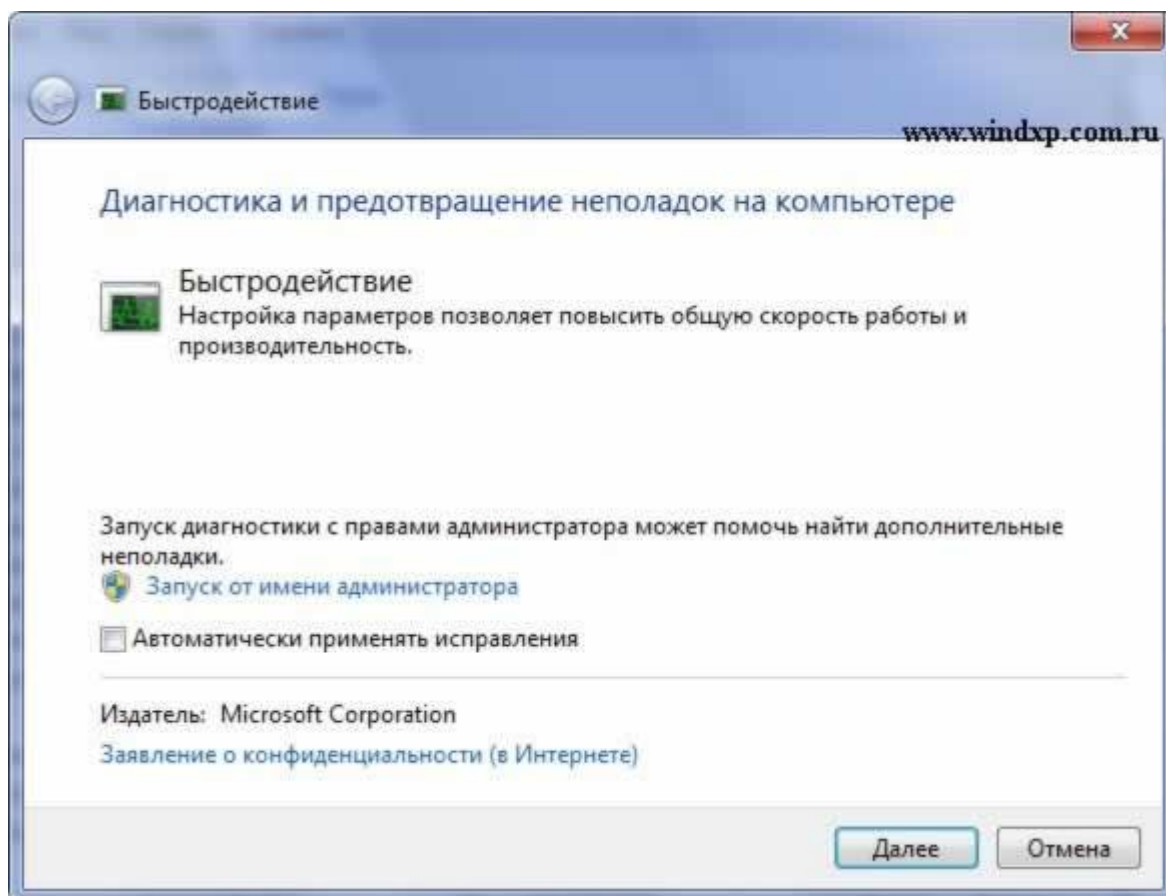 Быстродействие
www.windxp.com.ru
Диагностика и предотвращение неполадок на компьютере
Быстродействие
Настройка параметров позволяет повысить общую скорость работы и
производительность.
Запуск диагностики с правами администратора может помочь найти дополнительные
неполадки.
Запуск от имени администратора
Автоматически применять исправления
Издатель: Microsoft Corporation
Заявление о конфиденциальности (в Интернете)
Далее Отмена